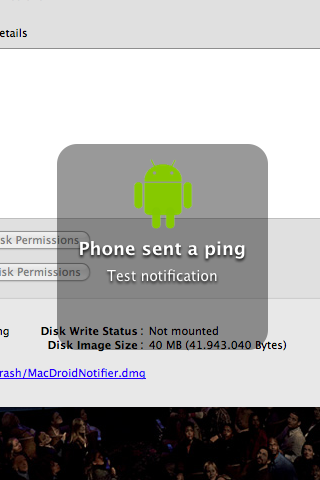 etails
sk Permissions
Phone sent a ping
isk Permissions
Test notification
ng Disk Write Status : Not mounted
Disk Image Size : 40 MB (41.943.040 Bytes)
rash/MacDroidNotifier.dmg